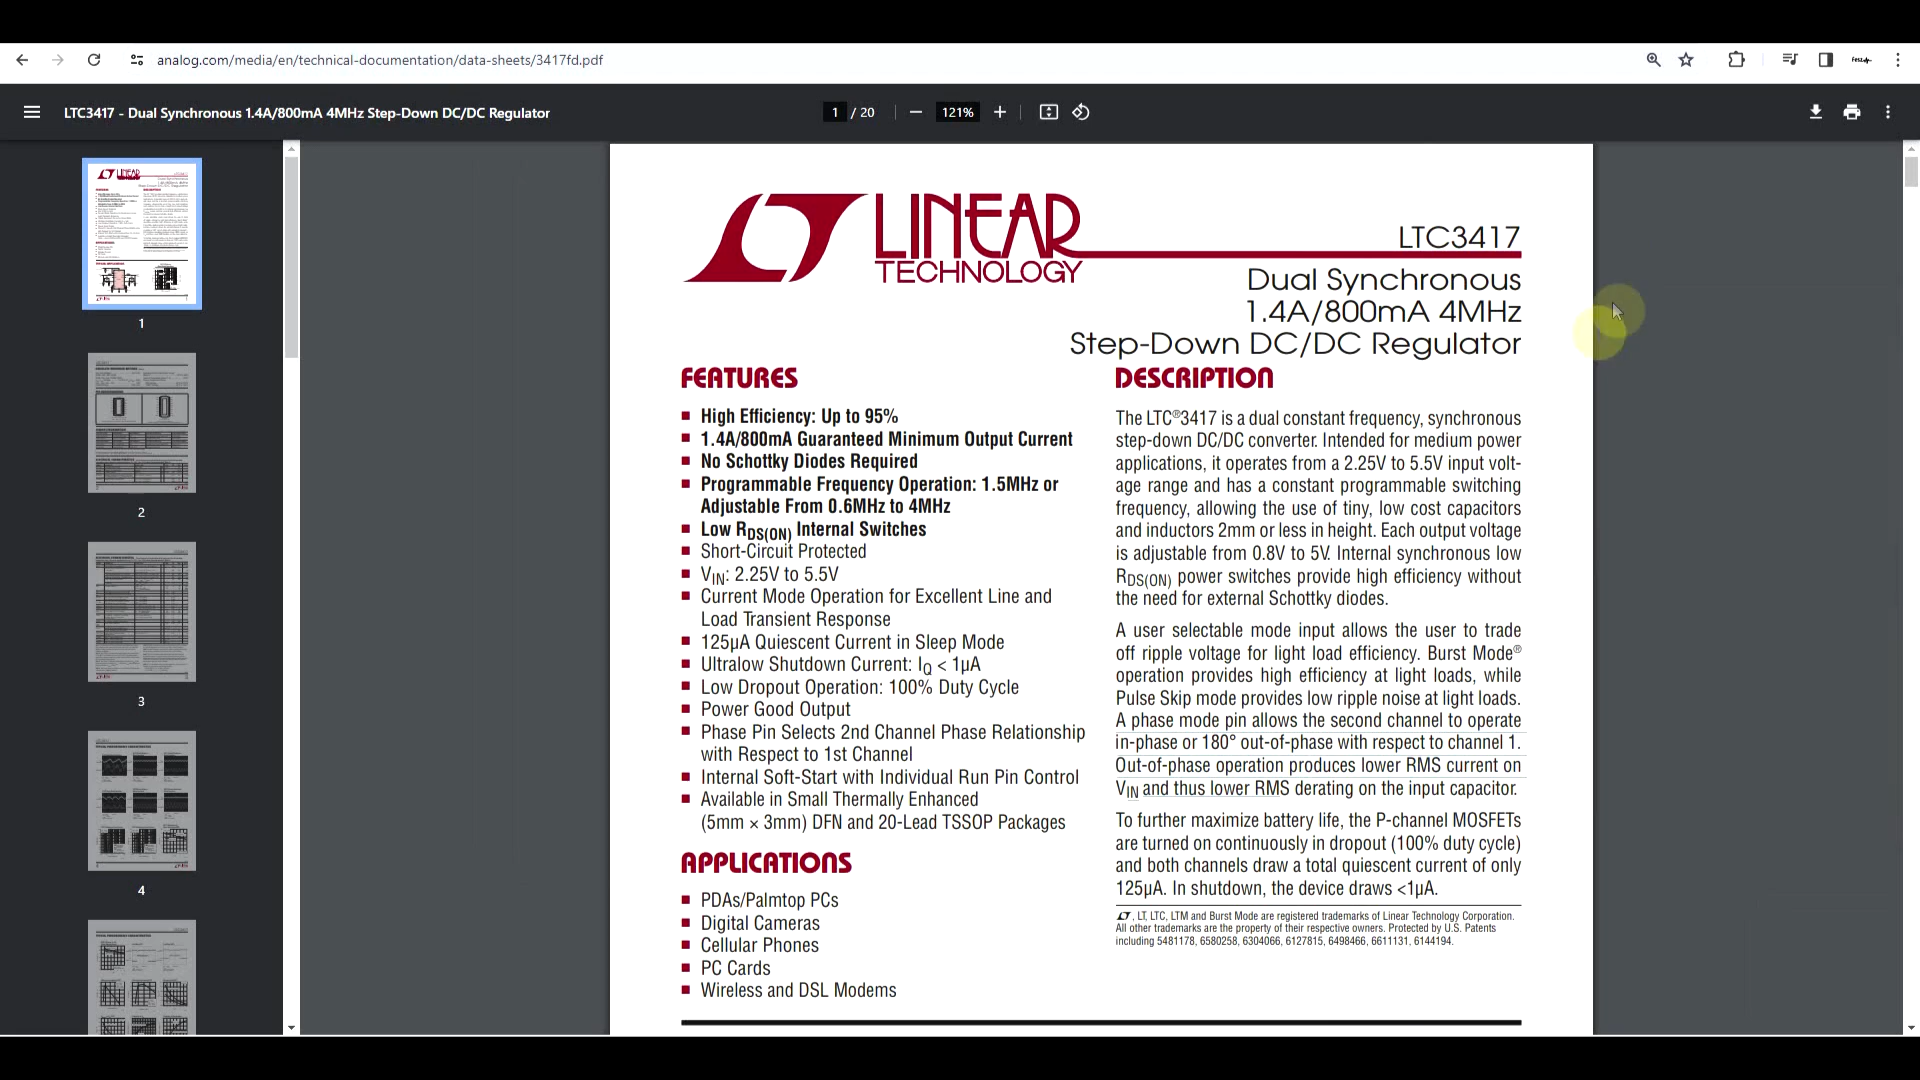 analog.com/media/en/technical-documentation/data-sheets/3417fd.pdf
LTC3417 - Dual Synchronous 1.4A/800mA 4MHz Step-Down DC/DC Regulator
1 / 20
121%
1
2
3
4
LINEAR
TECHNOLOGY
LTC3417
Dual Synchronous
1.4A/800mA 4MHz
Step-Down DC/DC Regulator
FEATURES
High Efficiency: Up to 95%
1.4A/800mA Guaranteed Minimum Output Current
No Schottky Diodes Required
Programmable Frequency Operation: 1.5MHz or
Adjustable From 0.6MHz to 4MHz
Low RDS(ON) Internal Switches
Short-Circuit Protected
VIN: 2.25V to 5.5V
Current Mode Operation for Excellent Line and
Load Transient Response
125µA Quiescent Current in Sleep Mode
Ultralow Shutdown Current: IQ < 1µA
Low Dropout Operation: 100% Duty Cycle
Power Good Output
Phase Pin Selects 2nd Channel Phase Relationship
with Respect to 1st Channel
Internal Soft-Start with Individual Run Pin Control
Available in Small Thermally Enhanced
(5mm × 3mm) DFN and 20-Lead TSSOP Packages
APPLICATIONS
PDAs/Palmtop PCs
Digital Cameras
Cellular Phones
PC Cards
Wireless and DSL Modems
DESCRIPTION
The LTC®3417 is a dual constant frequency, synchronous
step-down DC/DC converter. Intended for medium power
applications, it operates from a 2.25V to 5.5V input volt-
age range and has a constant programmable switching
frequency, allowing the use of tiny, low cost capacitors
and inductors 2mm or less in height. Each output voltage
is adjustable from 0.8V to 5V. Internal synchronous low
RDS(ON) power switches provide high efficiency without
the need for external Schottky diodes.
A user selectable mode input allows the user to trade
off ripple voltage for light load efficiency. Burst Mode®
operation provides high efficiency at light loads, while
Pulse Skip mode provides low ripple noise at light loads.
A phase mode pin allows the second channel to operate
in-phase or 180° out-of-phase with respect to channel 1.
Out-of-phase operation produces lower RMS current on
VIN and thus lower RMS derating on the input capacitor.
To further maximize battery life, the P-channel MOSFETs
are turned on continuously in dropout (100% duty cycle)
and both channels draw a total quiescent current of only
125µA. In shutdown, the device draws <1µA.
LT, LTC, LTM and Burst Mode are registered trademarks of Linear Technology Corporation.
All other trademarks are the property of their respective owners. Protected by U.S. Patents
including 5481178, 6580258, 6304066, 6127815, 6498466, 6611131, 6144194.